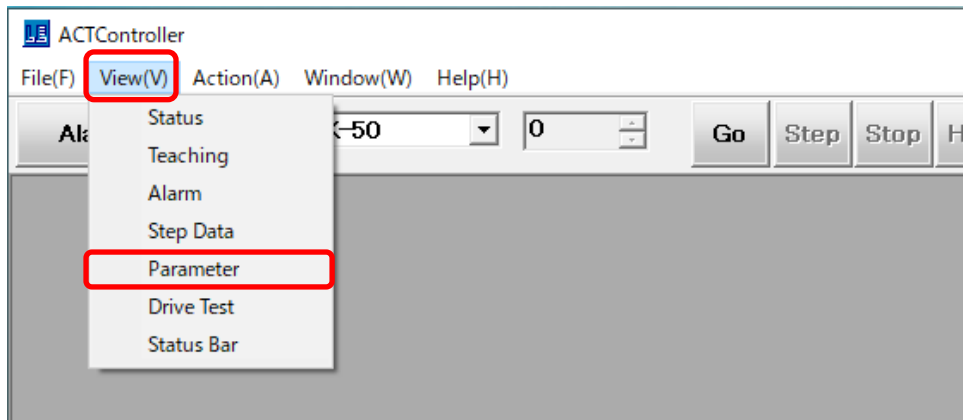 ACTController
File(F) View(V) Action(A) Window(W) Help(H)
-50 0 Go Step Stop H
Status
Teaching
Alarm
Step Data
Parameter
Drive Test
Status Bar